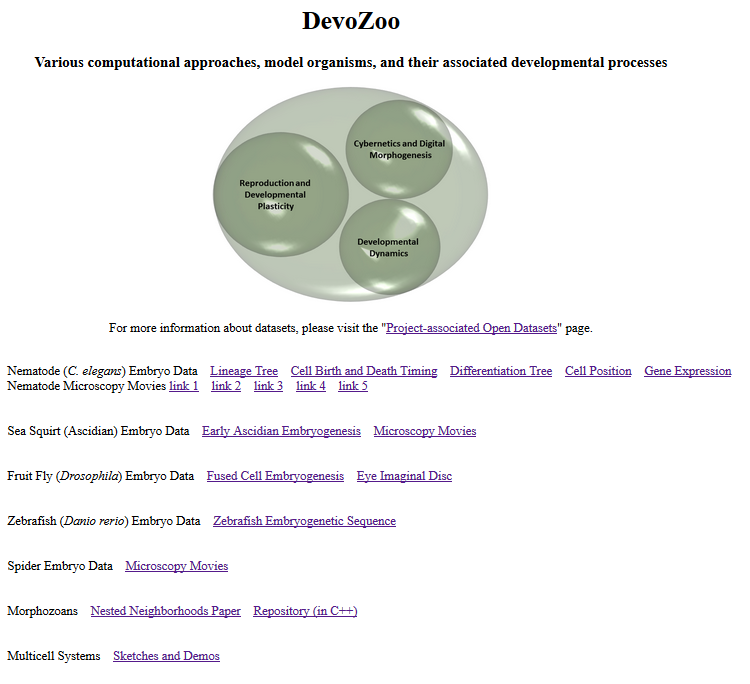 DevoZoo
Various computational approaches, model organisms, and their associated developmental processes
Cybernetics and Digital
Morphogenesis
Reproduction and
Developmental
Plasticity
Developmental
Dynamics
For more information about datasets, please visit the "Project-associated Open Datasets" page.
Nematode (C. elegans) Embryo Data Lineage Tree Cell Birth and Death Timing Differentiation Tree Cell Position Gene Expression
Nematode Microscopy Movies link 1 link 2 link 3 link 4 link 5
Sea Squirt (Ascidian) Embryo Data Early Ascidian Embryogenesis Microscopy Movies
Fruit Fly (Drosophila) Embryo Data Fused Cell Embryogenesis Eye Imaginal Disc
Zebrafish (Danio rerio) Embryo Data Zebrafish Embryogenetic Sequence
Spider Embryo Data Microscopy Movies
Morphozoans Nested Neighborhoods Paper Repository (in C++)
Multicell Systems Sketches and Demos